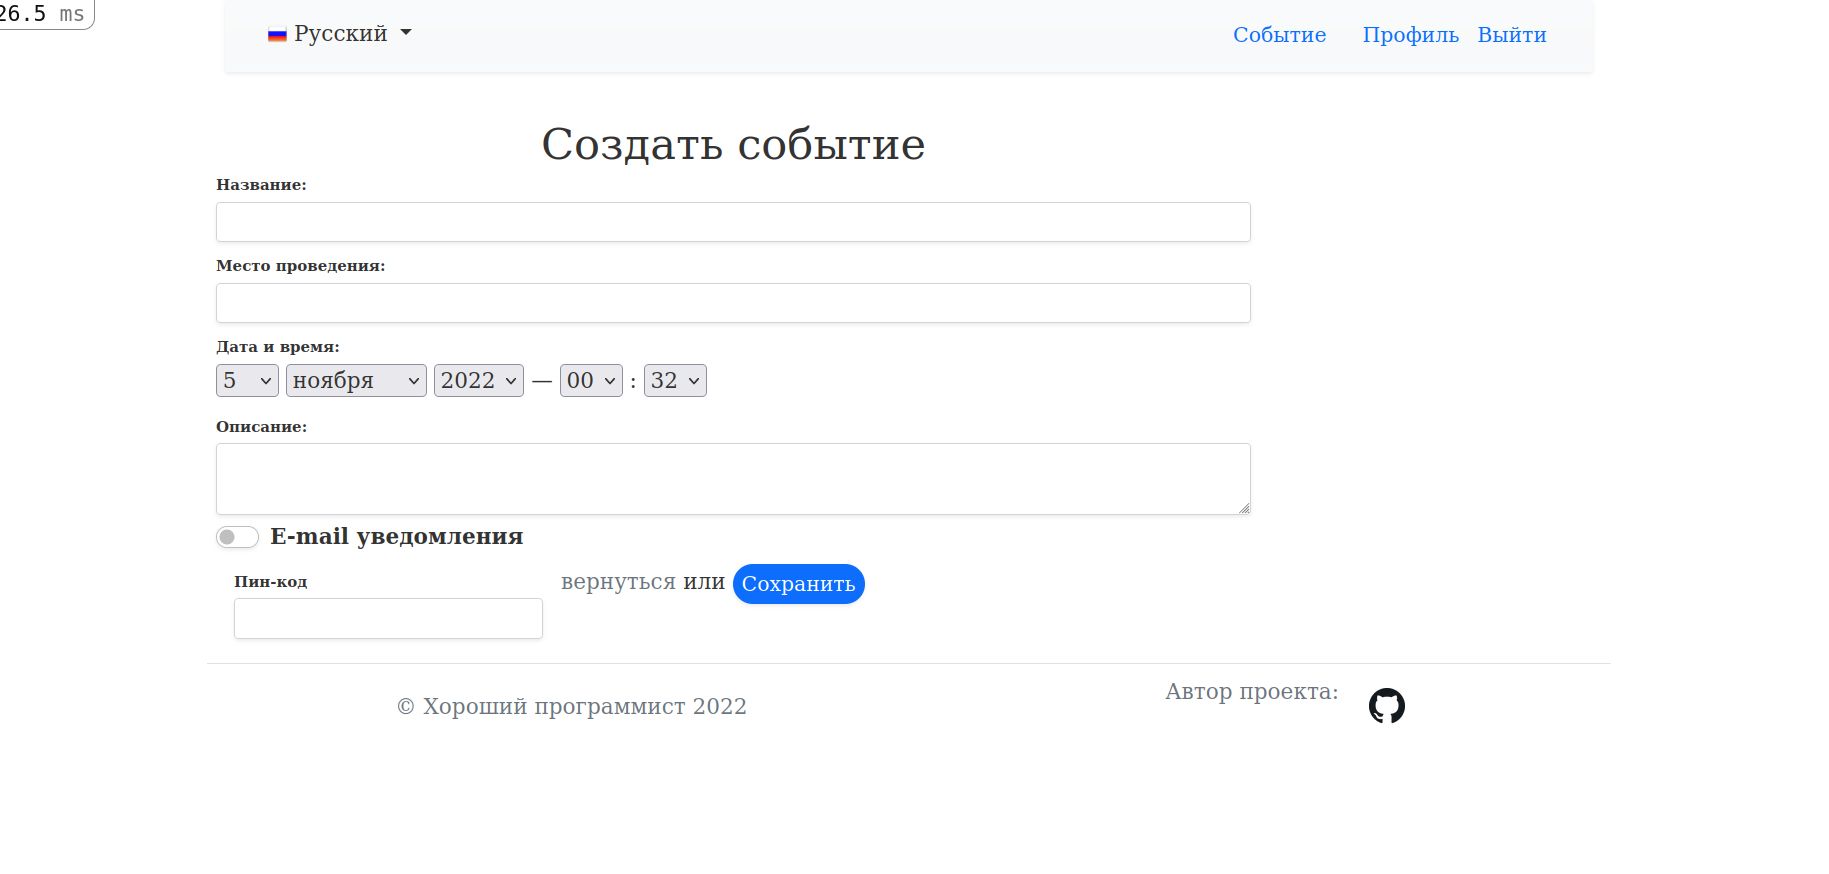 26.5 ms
Русский
Событие Профиль Выйти
Создать событие
Название:
Место проведения:
Дата и время:
5 ноября 2022 — 00 : 32
Описание:
E-mail уведомления
Пин-код
вернуться или Сохранить
© Хороший программист 2022
Автор проекта: